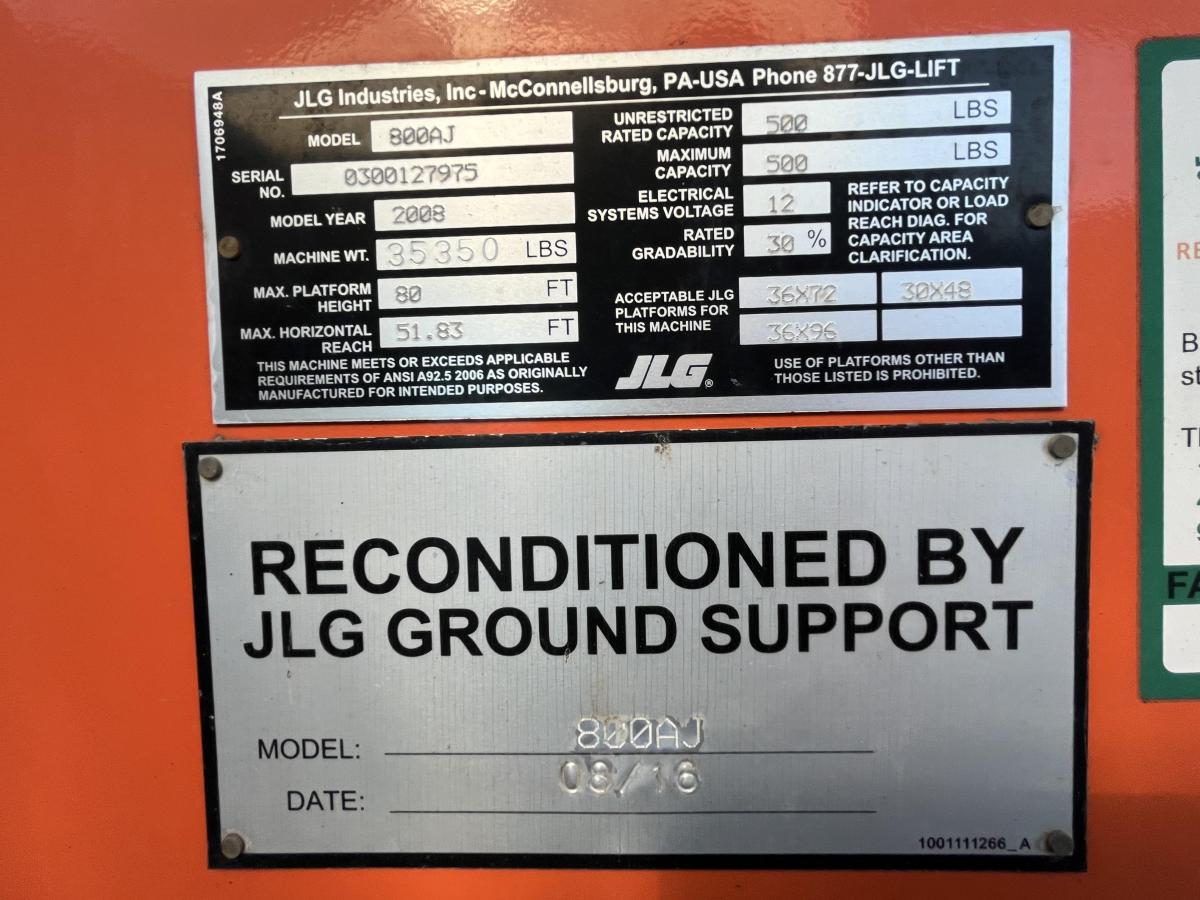 JLG Industries, Inc - McConnellsburg, PA-USA Phone 877-JLG-LIFT
1706948A
MODEL 800AJ
SERIAL NO. 0300127975
MODEL YEAR 2008
MACHINE WT. 35350 LBS
MAX. PLATFORM HEIGHT 80 FT
MAX. HORIZONTAL REACH 51.83 FT
THIS MACHINE MEETS OR EXCEEDS APPLICABLE
REQUIREMENTS OF ANSI A92.5 2006 AS ORIGINALLY
MANUFACTURED FOR INTENDED PURPOSES.
UNRESTRICTED RATED CAPACITY 500 LBS
MAXIMUM CAPACITY 500 LBS
ELECTRICAL SYSTEMS VOLTAGE 12
RATED GRADABILITY 30 %
REFER TO CAPACITY
INDICATOR OR LOAD
REACH DIAG. FOR
CAPACITY AREA
CLARIFICATION.
ACCEPTABLE JLG
PLATFORMS FOR
THIS MACHINE
36X72 30X48
36X96
JLG®
USE OF PLATFORMS OTHER THAN
THOSE LISTED IS PROHIBITED.
RECONDITIONED BY
JLG GROUND SUPPORT
MODEL: 800AJ
DATE: 08/16
1001111266_A
RE
B
st
FA